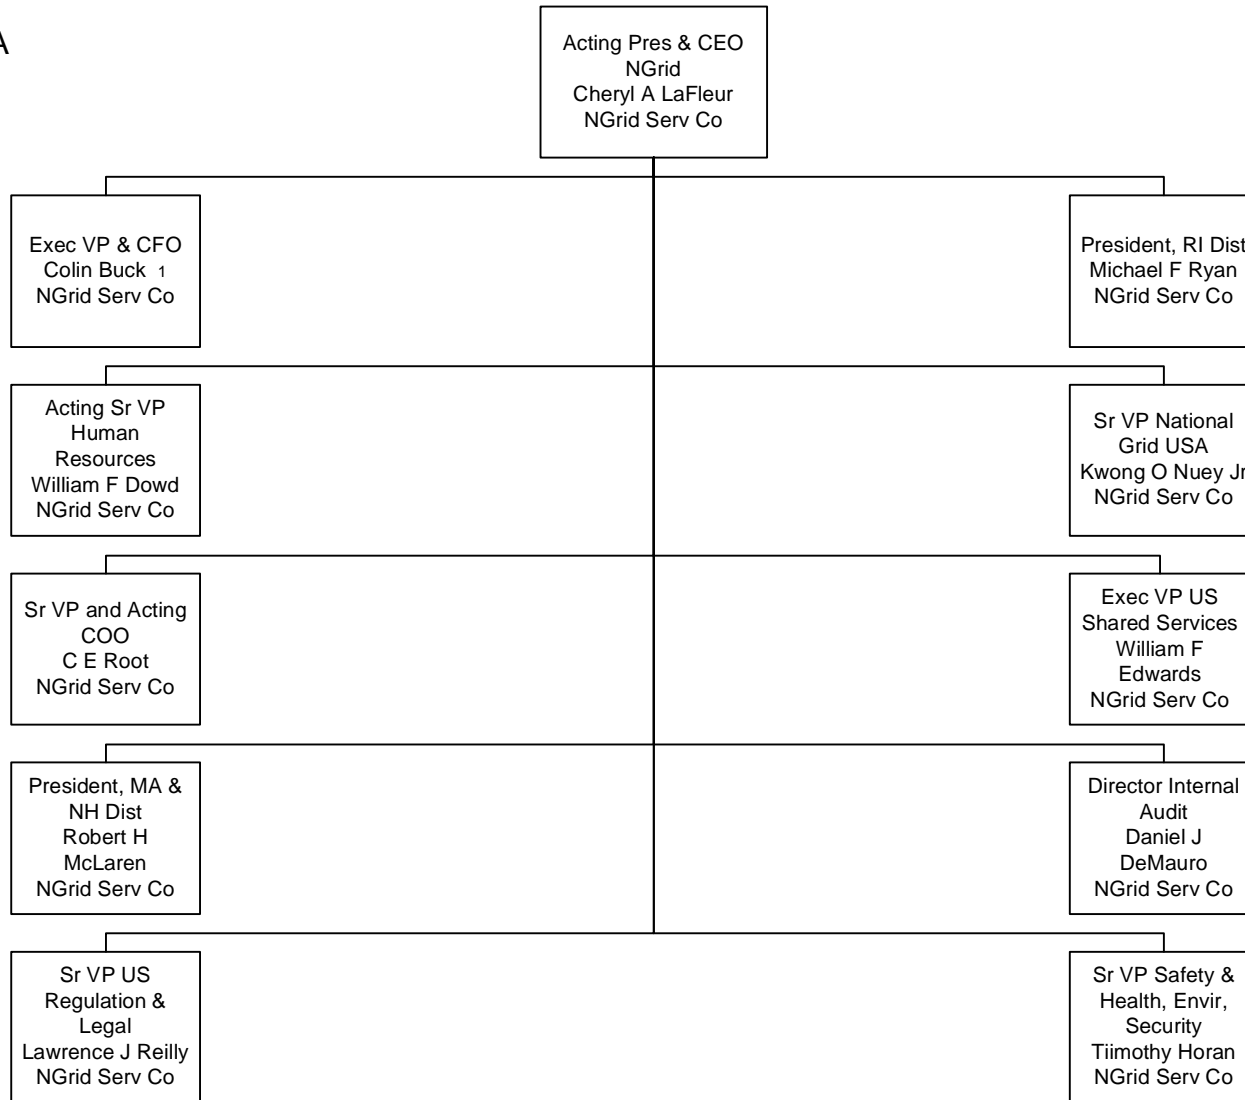 A
Acting Pres & CEO
NGrid
Cheryl A LaFleur
NGrid Serv Co
Exec VP & CFO
Colin Buck 1
NGrid Serv Co
President, RI Dist
Michael F Ryan
NGrid Serv Co
Acting Sr VP
Human
Resources
William F Dowd
NGrid Serv Co
Sr VP National
Grid USA
Kwong O Nuey Jr
NGrid Serv Co
Sr VP and Acting
COO
C E Root
NGrid Serv Co
Exec VP US
Shared Services
William F
Edwards
NGrid Serv Co
President, MA &
NH Dist
Robert H
McLaren
NGrid Serv Co
Director Internal
Audit
Daniel J
DeMauro
NGrid Serv Co
Sr VP US
Regulation &
Legal
Lawrence J Reilly
NGrid Serv Co
Sr VP Safety &
Health, Envir,
Security
Tiimothy Horan
NGrid Serv Co